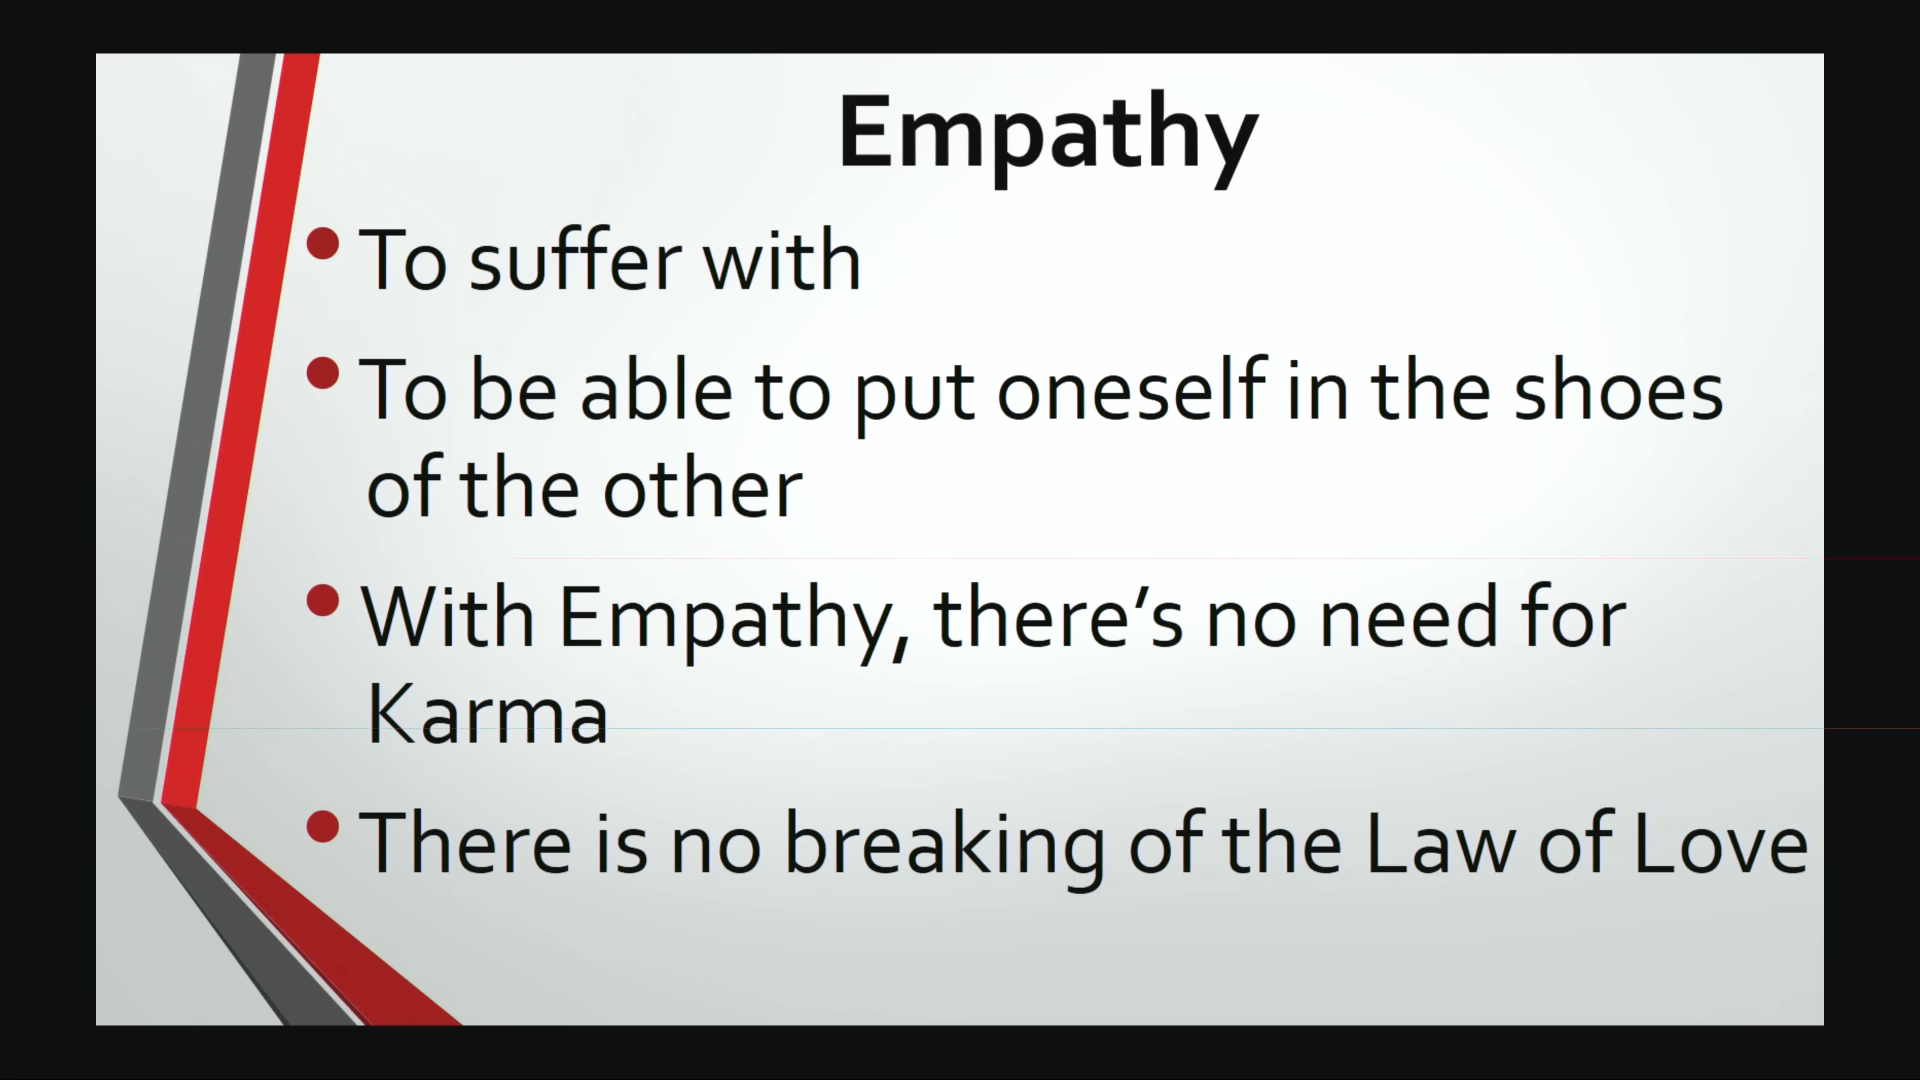 Empathy
• To suffer with
• To be able to put oneself in the shoes
of the other
• With Empathy, there’s no need for
Karma
• There is no breaking of the Law of Love